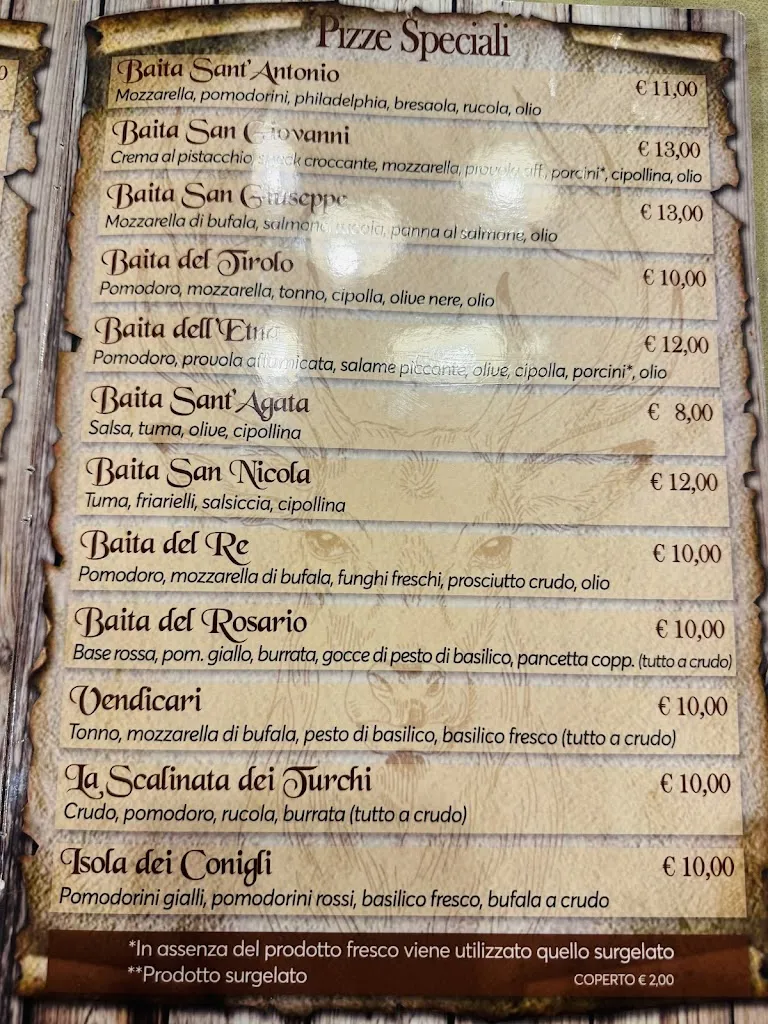 Pizze Speciali
Baita Sant'Antonio
€ 11,00
Mozzarella, pomodorini, philadelphia, bresaola, rucola, olio
Baita San Giovanni
€ 13,00
Crema al pistacchio, speck croccante, mozzarella, provola aff., porcini*, cipollina, olio
Baita San Giuseppe
€ 13,00
Mozzarella di bufala, salmone, rucola, panna al salmone, olio
Baita del Tirolo
€ 10,00
Pomodoro, mozzarella, tonno, cipolla, olive nere, olio
Baita dell'Etna
€ 12,00
Pomodoro, provola affumicata, salame piccante, olive, cipolla, porcini*, olio
Baita Sant'Agata
€ 8,00
Salsa, tuma, olive, cipollina
Baita San Nicola
€ 12,00
Tuma, friarielli, salsiccia, cipollina
Baita del Re
€ 10,00
Pomodoro, mozzarella di bufala, funghi freschi, prosciutto crudo, olio
Baita del Rosario
€ 10,00
Base rossa, pom. giallo, burrata, gocce di pesto di basilico, pancetta copp. (tutto a crudo)
Vendicari
€ 10,00
Tonno, mozzarella di bufala, pesto di basilico, basilico fresco (tutto a crudo)
La Scalinata dei Turchi
€ 10,00
Crudo, pomodoro, rucola, burrata (tutto a crudo)
Isola dei Conigli
€ 10,00
Pomodorini gialli, pomodorini rossi, basilico fresco, bufala a crudo
*In assenza del prodotto fresco viene utilizzato quello surgelato
**Prodotto surgelato
COPERTO € 2,00